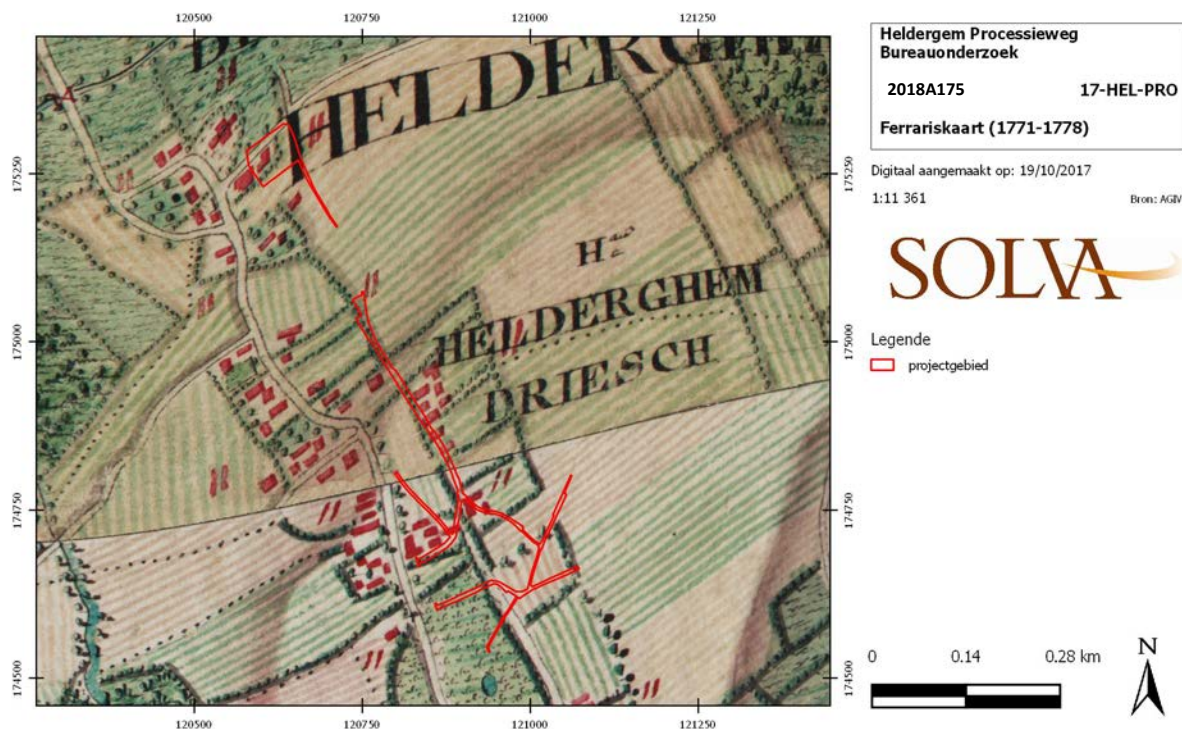 120500 120750 121000 121250
175250
175000
174750
174500
HELDERGH
H
HELDERGHEM
DRIESCH
175250
175000
174750
174500
120500 120750 121000 121250
Heldergem Processieweg
Bureauonderzoek
2018A175 17-HEL-PRO
Ferrariskaart (1771-1778)
Digitaal aangemaakt op: 19/10/2017
1:11 361 Bron: AGIV
SOLVA
Legende
projectgebied
N
0 0.14 0.28 km